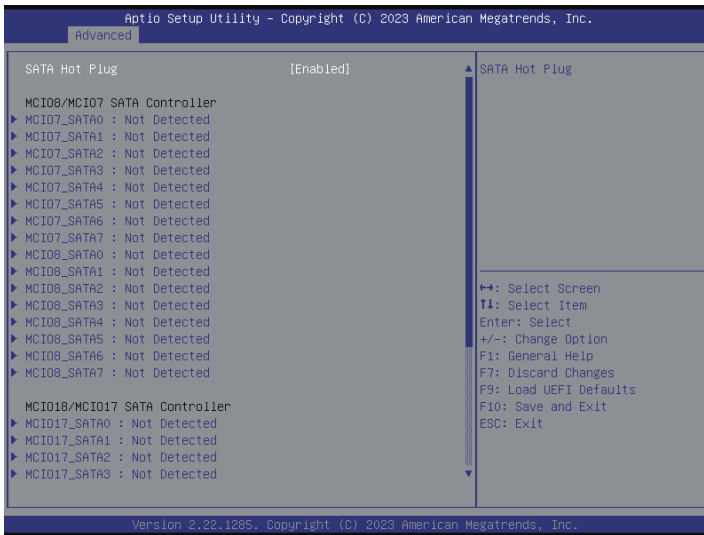 Aptio Setup Utility – Copyright (C) 2023 American Megatrends, Inc.
Advanced
SATA Hot Plug [Enabled]
MCIO8/MCIO7 SATA Controller
MCIO7_SATA0 : Not Detected
MCIO7_SATA1 : Not Detected
MCIO7_SATA2 : Not Detected
MCIO7_SATA3 : Not Detected
MCIO7_SATA4 : Not Detected
MCIO7_SATA5 : Not Detected
MCIO7_SATA6 : Not Detected
MCIO7_SATA7 : Not Detected
MCIO8_SATA0 : Not Detected
MCIO8_SATA1 : Not Detected
MCIO8_SATA2 : Not Detected
MCIO8_SATA3 : Not Detected
MCIO8_SATA4 : Not Detected
MCIO8_SATA5 : Not Detected
MCIO8_SATA6 : Not Detected
MCIO8_SATA7 : Not Detected
MCIO18/MCIO17 SATA Controller
MCIO17_SATA0 : Not Detected
MCIO17_SATA1 : Not Detected
MCIO17_SATA2 : Not Detected
MCIO17_SATA3 : Not Detected
SATA Hot Plug
↔: Select Screen
↑↓: Select Item
Enter: Select
+/-: Change Option
F1: General Help
F7: Discard Changes
F9: Load UEFI Defaults
F10: Save and Exit
ESC: Exit
Version 2.22.1285. Copyright (C) 2023 American Megatrends, Inc.